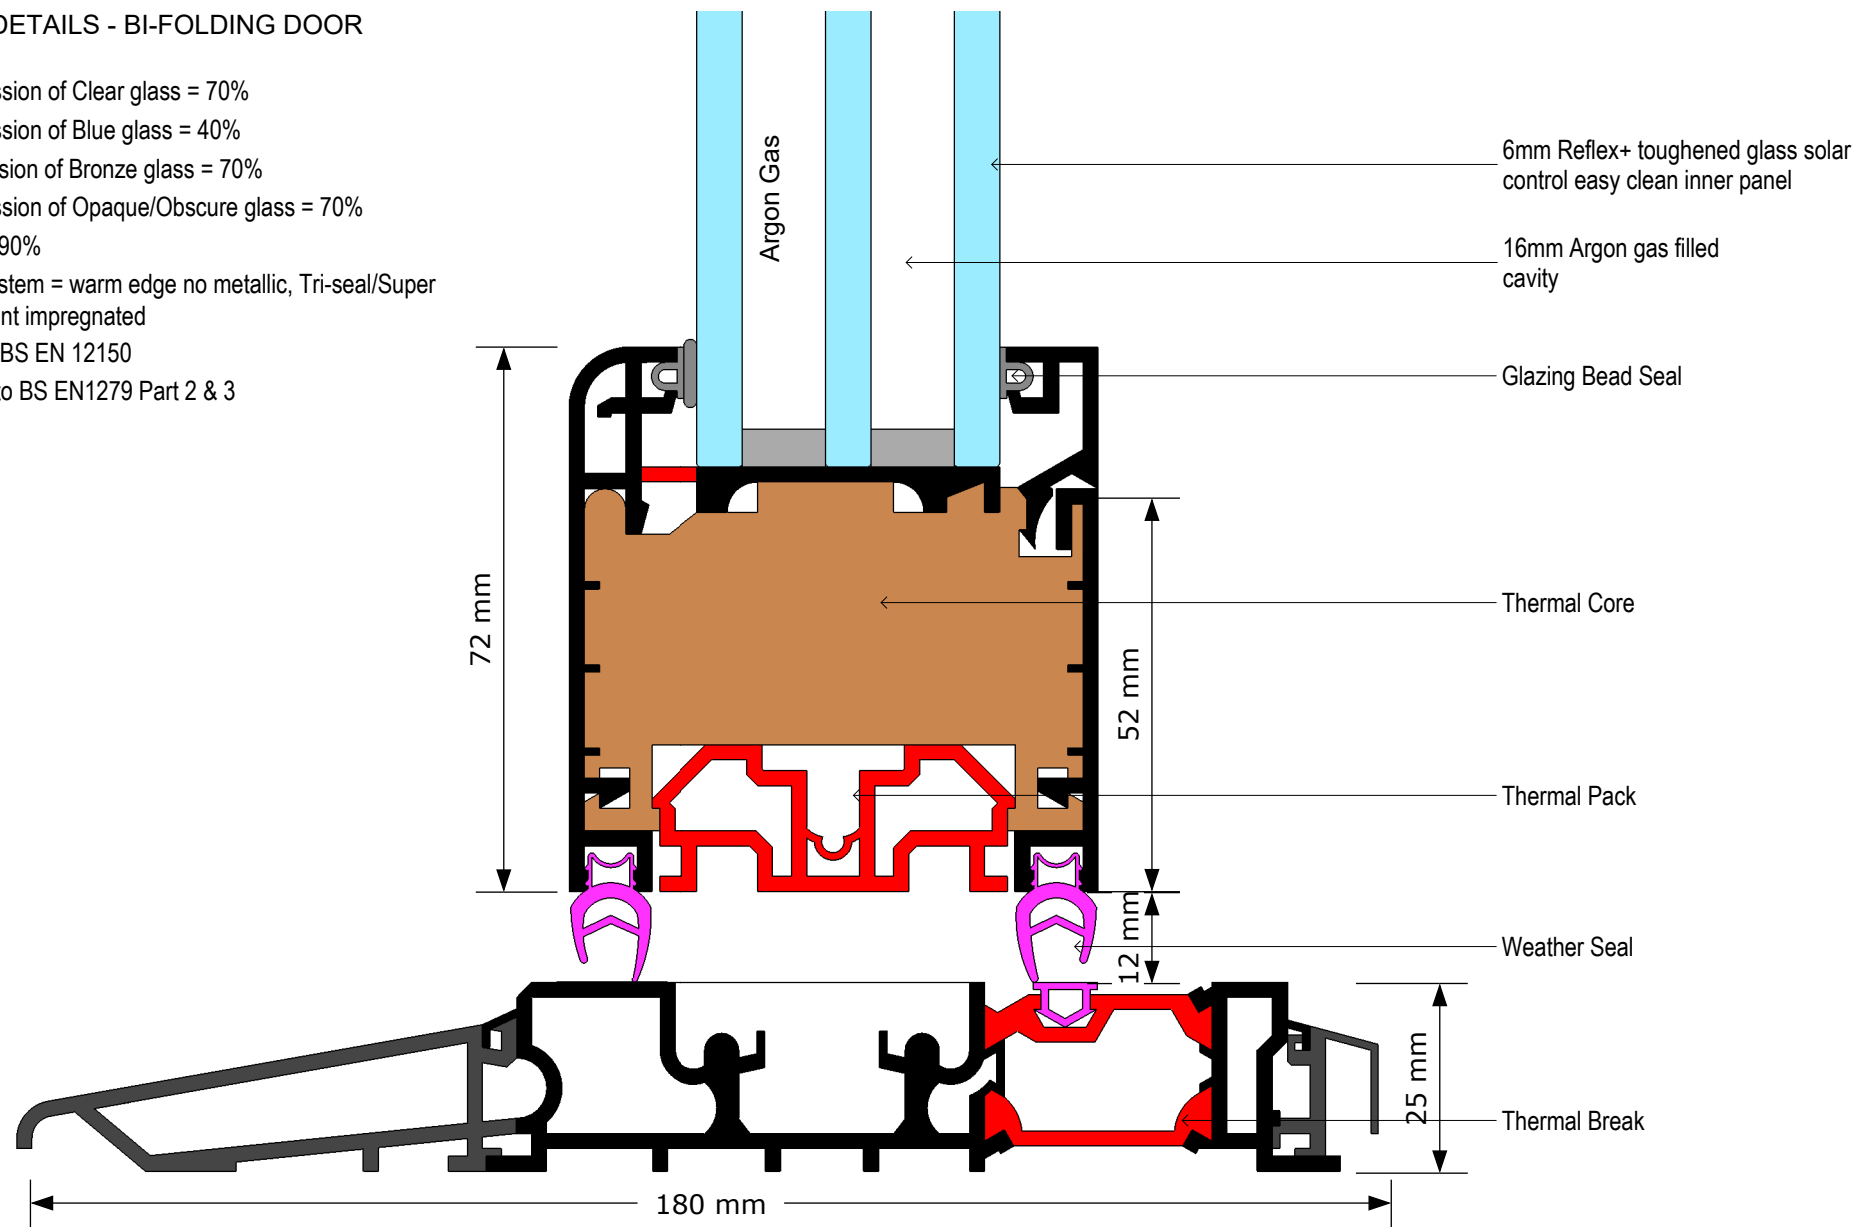 DETAILS - BI-FOLDING DOOR
ssion of Clear glass = 70%
ssion of Blue glass = 40%
sion of Bronze glass = 70%
ssion of Opaque/Obscure glass = 70%
90%
stem = warm edge no metallic, Tri-seal/Super
nt impregnated
BS EN 12150
to BS EN1279 Part 2 & 3
Argon Gas
6mm Reflex+ toughened glass solar
control easy clean inner panel
16mm Argon gas filled
cavity
Glazing Bead Seal
Thermal Core
Thermal Pack
Weather Seal
Thermal Break
72 mm
52 mm
12 mm
25 mm
180 mm